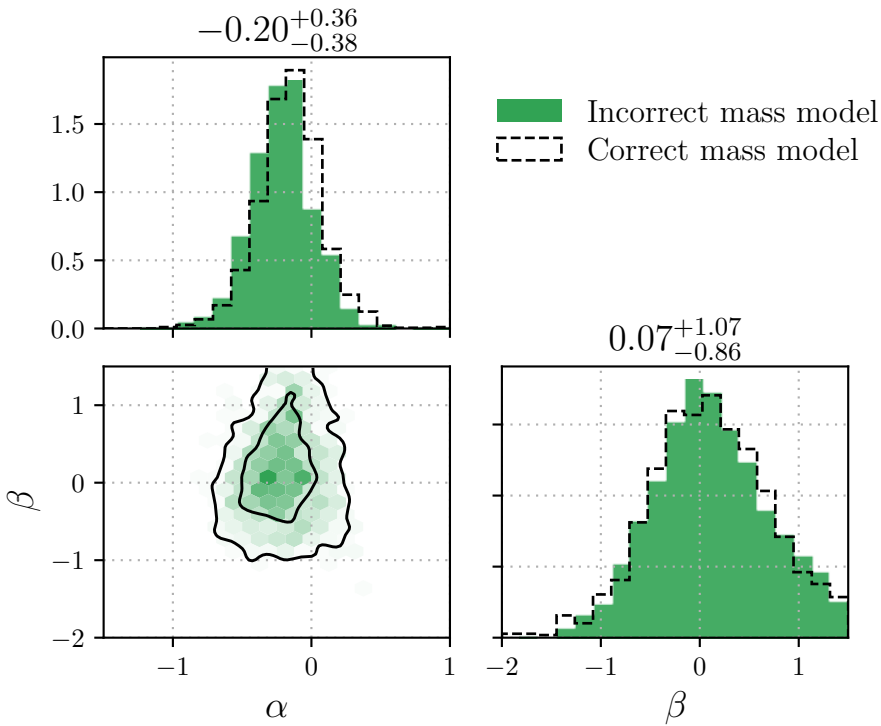 −0.20+0.36−0.38
1.5
1.0
0.5
0.0
Incorrect mass model
Correct mass model
0.07+1.07−0.86
1
0
−1
−2
β
−1 0 1
α
−2 −1 0 1
β